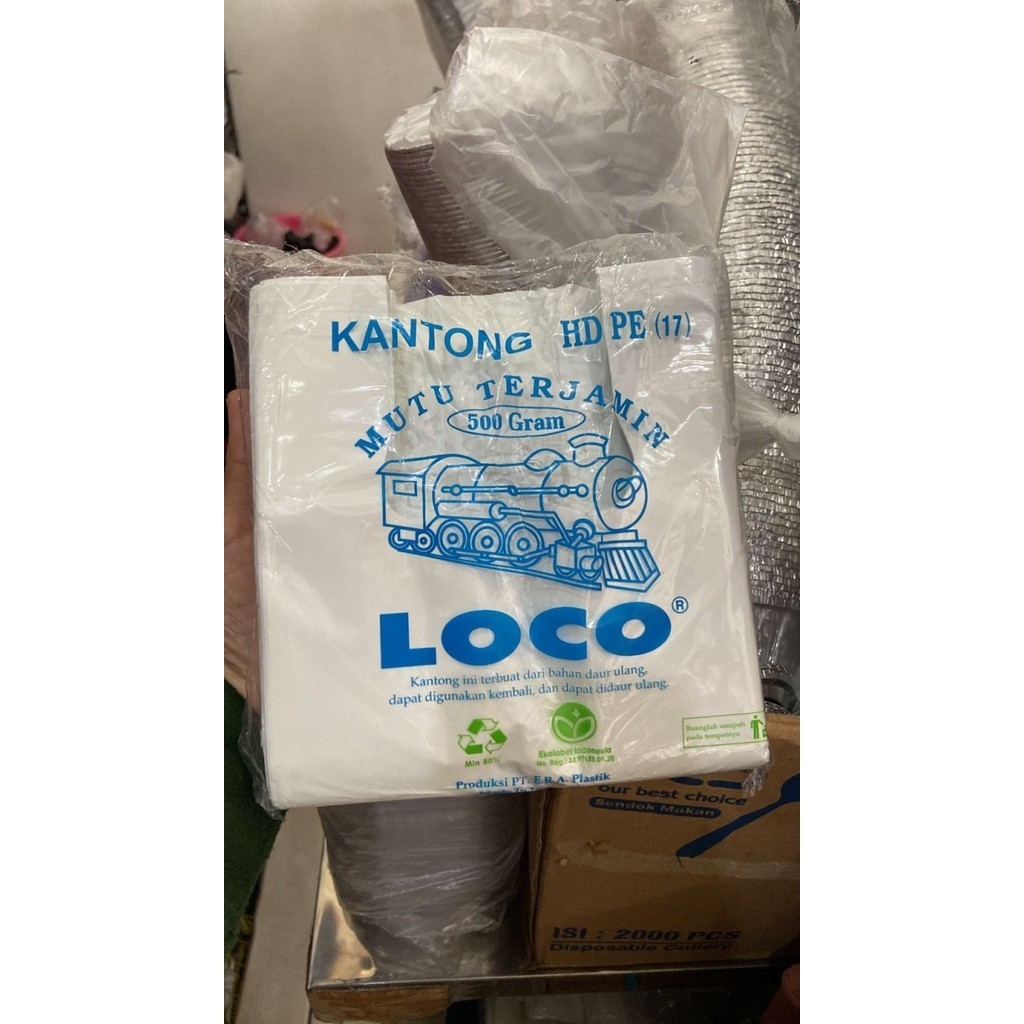 KANTONG HD PE (17)
MUTU TERJAMIN
500 Gram
LOCO ®
Kantong ini terbuat dari bahan daur ulang,
dapat digunakan kembali, dan dapat didaur ulang.
Min 80%
Ekolabel Indonesia
No. Reg.
Buanglah sampah
pada tempatnya
Produksi PT. E.R.A. Plastik
our best choice
Sendok Makan
ISI : 2000 PCS
Disposable Cutlery